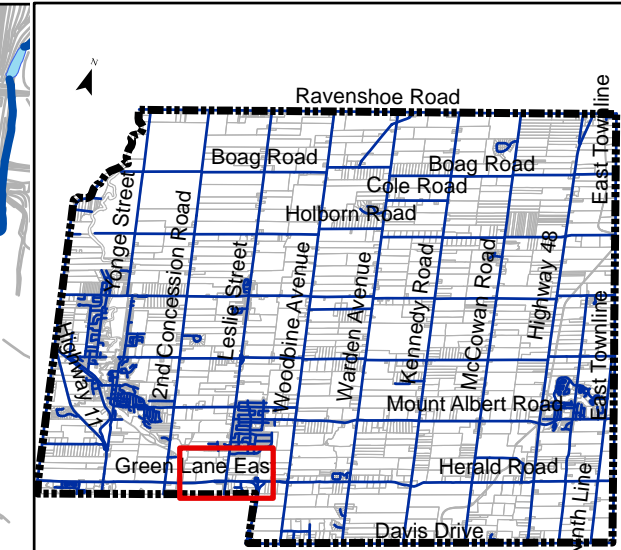 N
Ravenshoe Road
East Townline
Boag Road
Boag Road
Cole Road
Holborn Road
Yonge Street
2nd Concession Road
Leslie Street
Woodbine Avenue
Warden Avenue
Kennedy Road
McCowan Road
Highway 48
East Townline
Highway 11
Mount Albert Road
Green Lane East
Herald Road
Davis Drive
Line